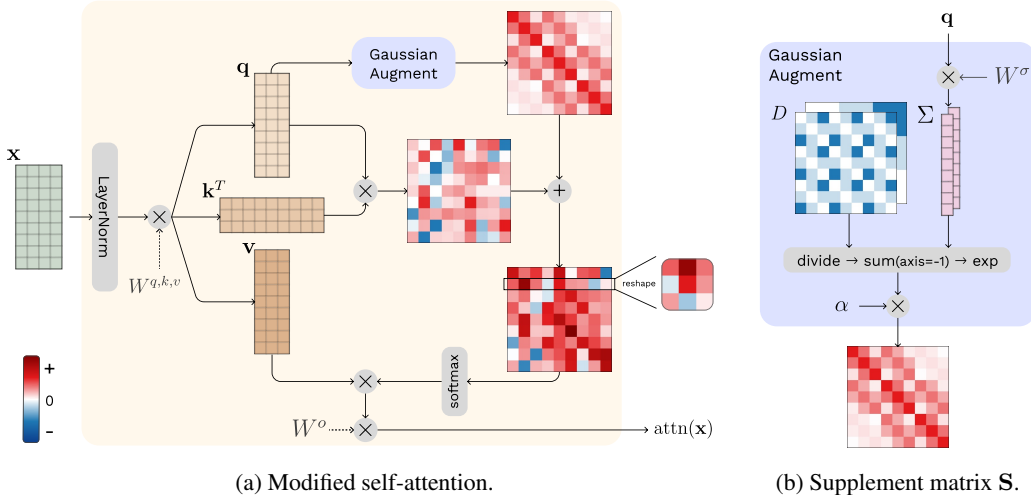 x
LayerNorm
W^{q,k,v}
q
k^T
v
Gaussian
Augment
reshape
softmax
W^o
attn(x)
+
0
-
(a) Modified self-attention.
q
Gaussian
Augment
W^σ
D
Σ
divide → sum(axis=-1) → exp
α
(b) Supplement matrix S.